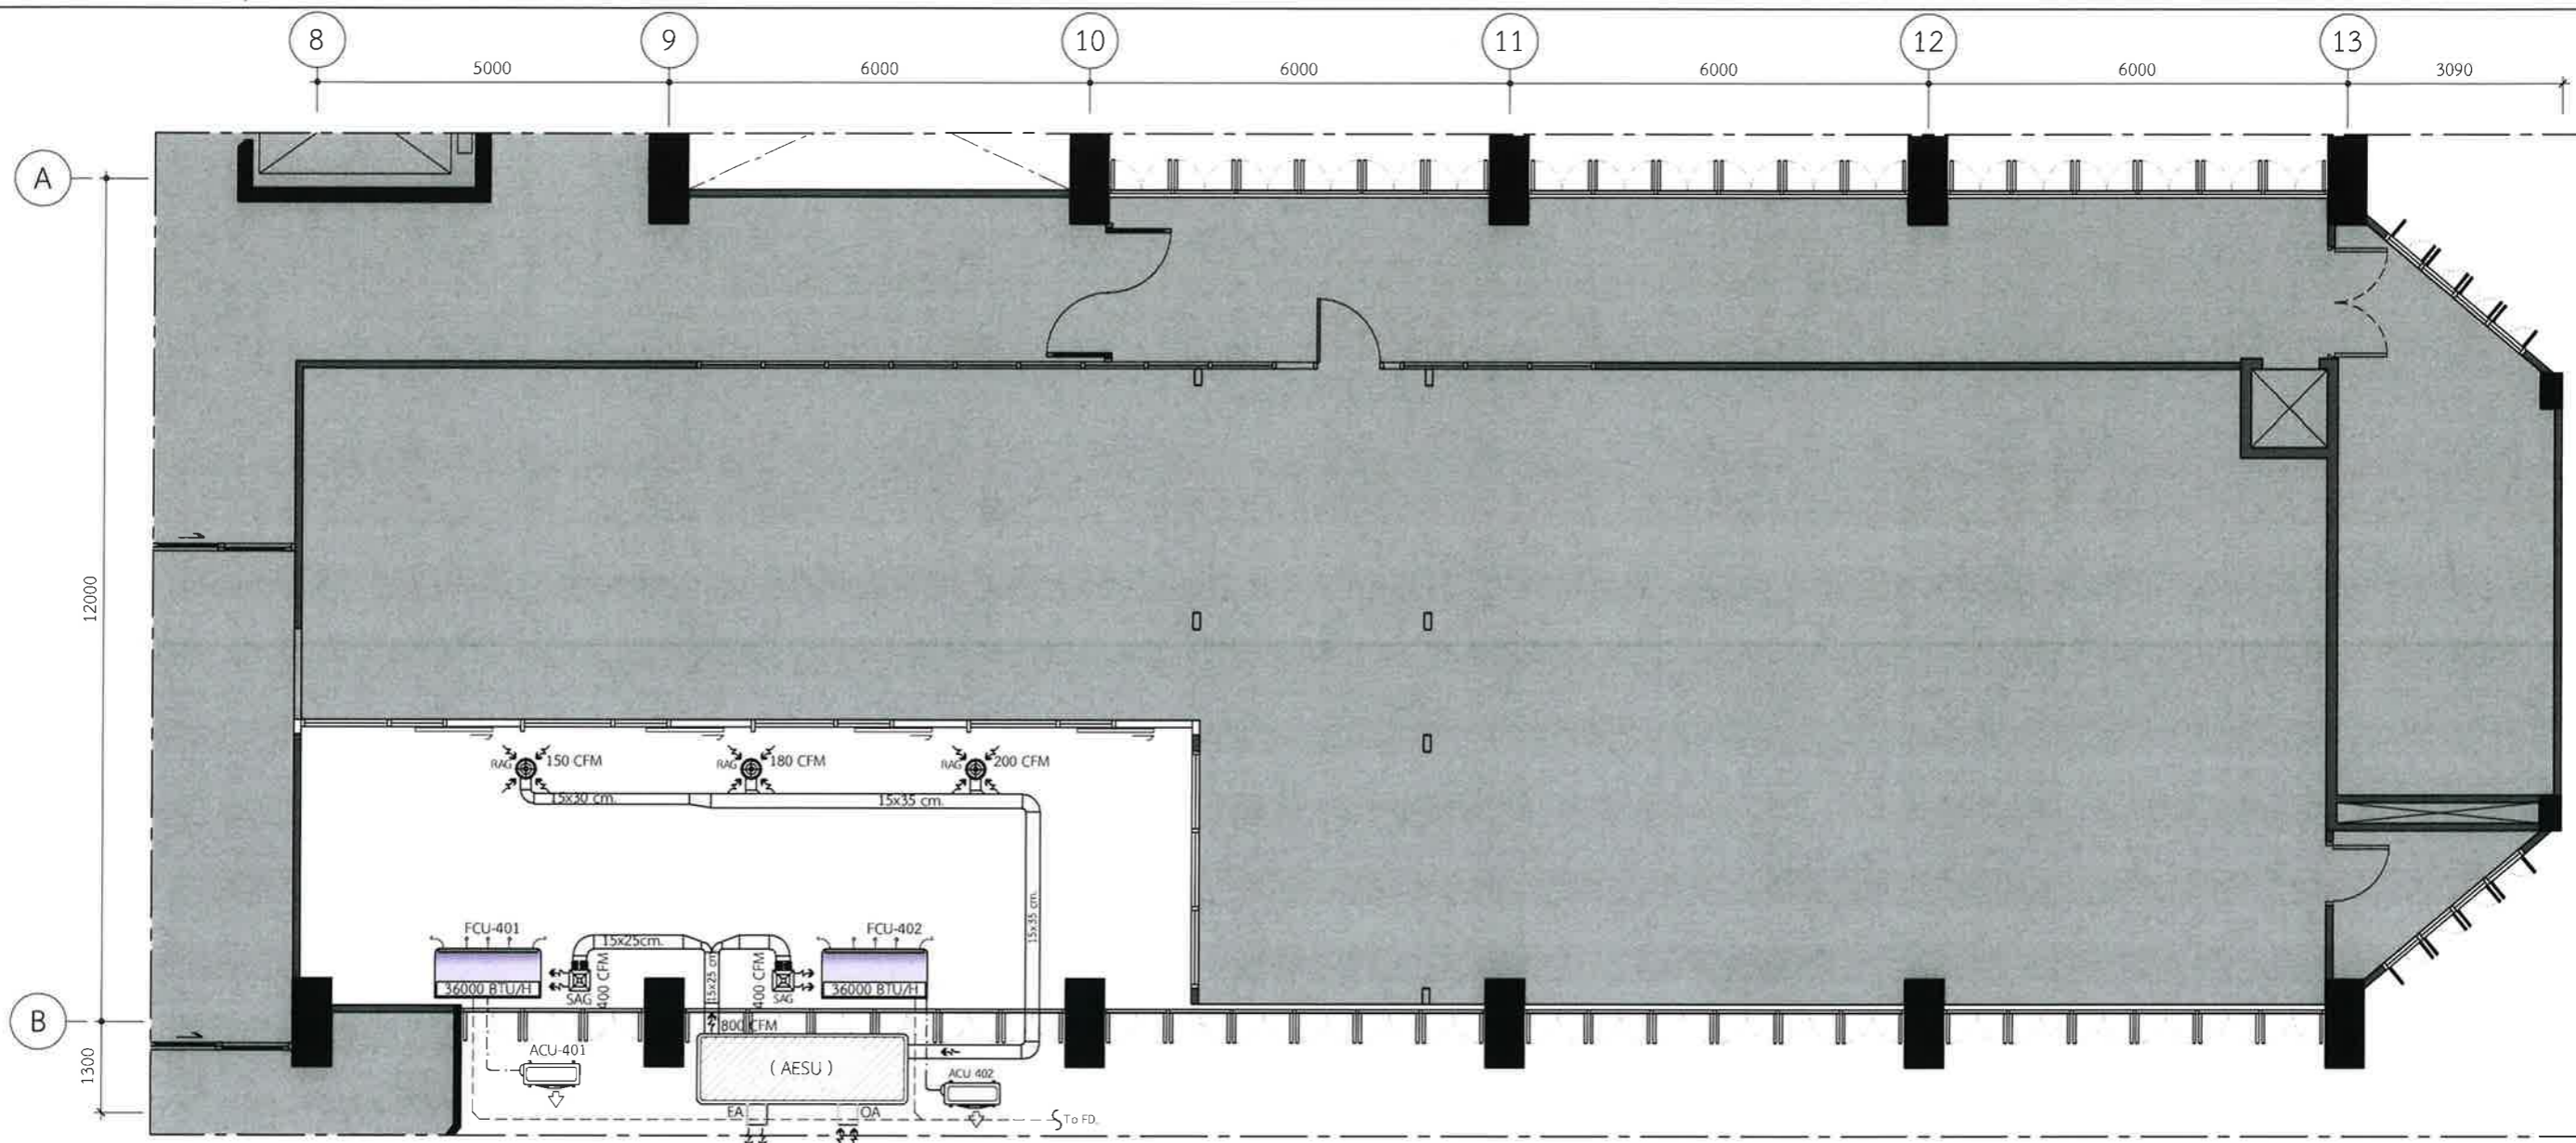 8
9
10
11
12
13
5000
6000
6000
6000
6000
3090
A
12000
RAG
150 CFM
RAG
180 CFM
RAG
200 CFM
15x30 cm.
15x35 cm.
15x35 cm.
FCU-401
FCU-402
15x25cm.
15x25 cm
36000 BTU/H
36000 BTU/H
SAG
400 CFM
400 CFM
SAG
B
800 CFM
1300
ACU-401
( AESU )
ACU 402
EA
OA
To FD.